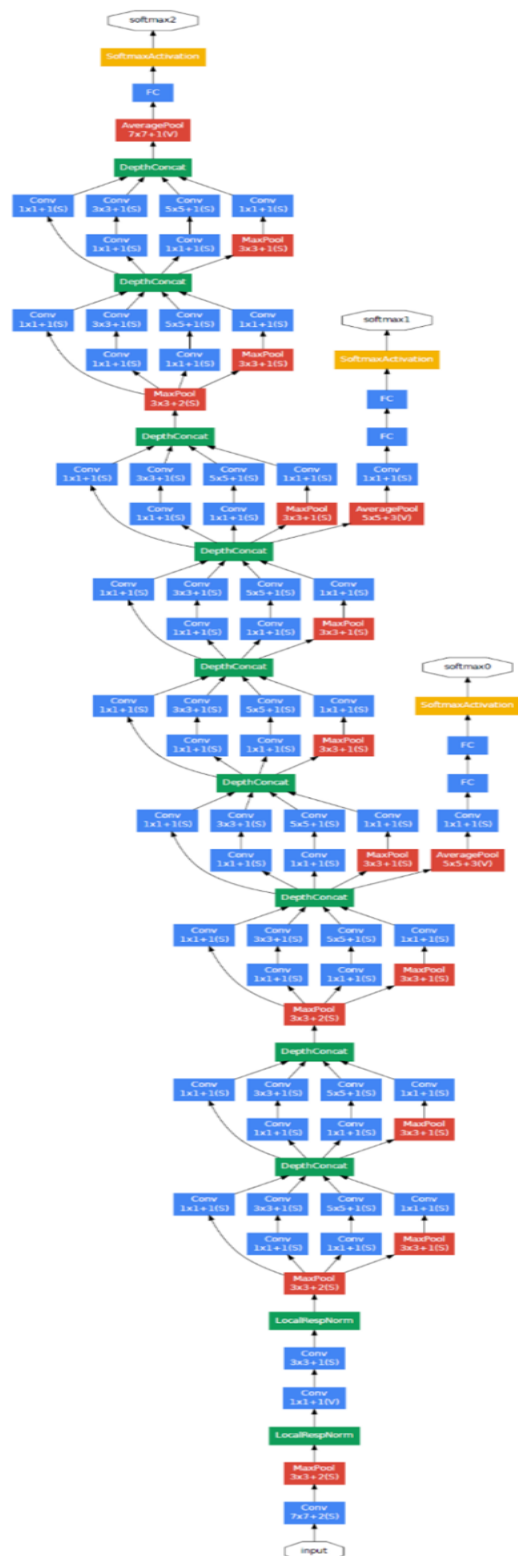 softmax2
SoftmaxActivation
FC
AveragePool
7x7+1(V)
DepthConcat
Conv Conv Conv Conv
1x1+1(S) 3x3+1(S) 5x5+1(S) 1x1+1(S)
Conv Conv MaxPool
1x1+1(S) 1x1+1(S) 3x3+1(S)
DepthConcat
Conv Conv Conv Conv
1x1+1(S) 3x3+1(S) 5x5+1(S) 1x1+1(S)
softmax1
Conv Conv MaxPool
1x1+1(S) 1x1+1(S) 3x3+1(S)
SoftmaxActivation
MaxPool
3x3+2(S)
FC
DepthConcat
FC
Conv Conv Conv Conv Conv
1x1+1(S) 3x3+1(S) 5x5+1(S) 1x1+1(S) 1x1+1(S)
Conv Conv MaxPool AveragePool
1x1+1(S) 1x1+1(S) 3x3+1(S) 5x5+3(V)
DepthConcat
Conv Conv Conv Conv
1x1+1(S) 3x3+1(S) 5x5+1(S) 1x1+1(S)
Conv Conv MaxPool
1x1+1(S) 1x1+1(S) 3x3+1(S)
DepthConcat
softmax0
Conv Conv Conv Conv
1x1+1(S) 3x3+1(S) 5x5+1(S) 1x1+1(S)
SoftmaxActivation
Conv Conv MaxPool
1x1+1(S) 1x1+1(S) 3x3+1(S)
FC
DepthConcat
FC
Conv Conv Conv Conv Conv
1x1+1(S) 3x3+1(S) 5x5+1(S) 1x1+1(S) 1x1+1(S)
Conv Conv MaxPool AveragePool
1x1+1(S) 1x1+1(S) 3x3+1(S) 5x5+3(V)
DepthConcat
Conv Conv Conv Conv
1x1+1(S) 3x3+1(S) 5x5+1(S) 1x1+1(S)
Conv Conv MaxPool
1x1+1(S) 1x1+1(S) 3x3+1(S)
MaxPool
3x3+2(S)
DepthConcat
Conv Conv Conv Conv
1x1+1(S) 3x3+1(S) 5x5+1(S) 1x1+1(S)
Conv Conv MaxPool
1x1+1(S) 1x1+1(S) 3x3+1(S)
DepthConcat
Conv Conv Conv Conv
1x1+1(S) 3x3+1(S) 5x5+1(S) 1x1+1(S)
Conv Conv MaxPool
1x1+1(S) 1x1+1(S) 3x3+1(S)
MaxPool
3x3+2(S)
LocalRespNorm
Conv
3x3+1(S)
Conv
1x1+1(V)
LocalRespNorm
MaxPool
3x3+2(S)
Conv
7x7+2(S)
input